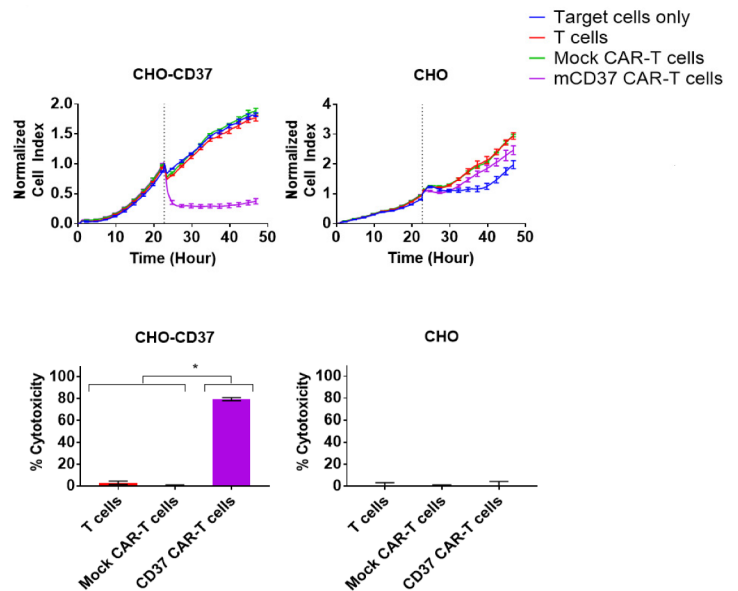 Target cells only
T cells
Mock CAR-T cells
mCD37 CAR-T cells
CHO-CD37
Normalized
Cell Index
2.0
1.5
1.0
0.5
0.0
0 10 20 30 40 50
Time (Hour)
CHO
Normalized
Cell Index
4
3
2
1
0
0 10 20 30 40 50
Time (Hour)
CHO-CD37
% Cytotoxicity
100
80
60
40
20
0
*
T cells
Mock CAR-T cells
CD37 CAR-T cells
CHO
% Cytotoxicity
100
80
60
40
20
0
T cells
Mock CAR-T cells
CD37 CAR-T cells